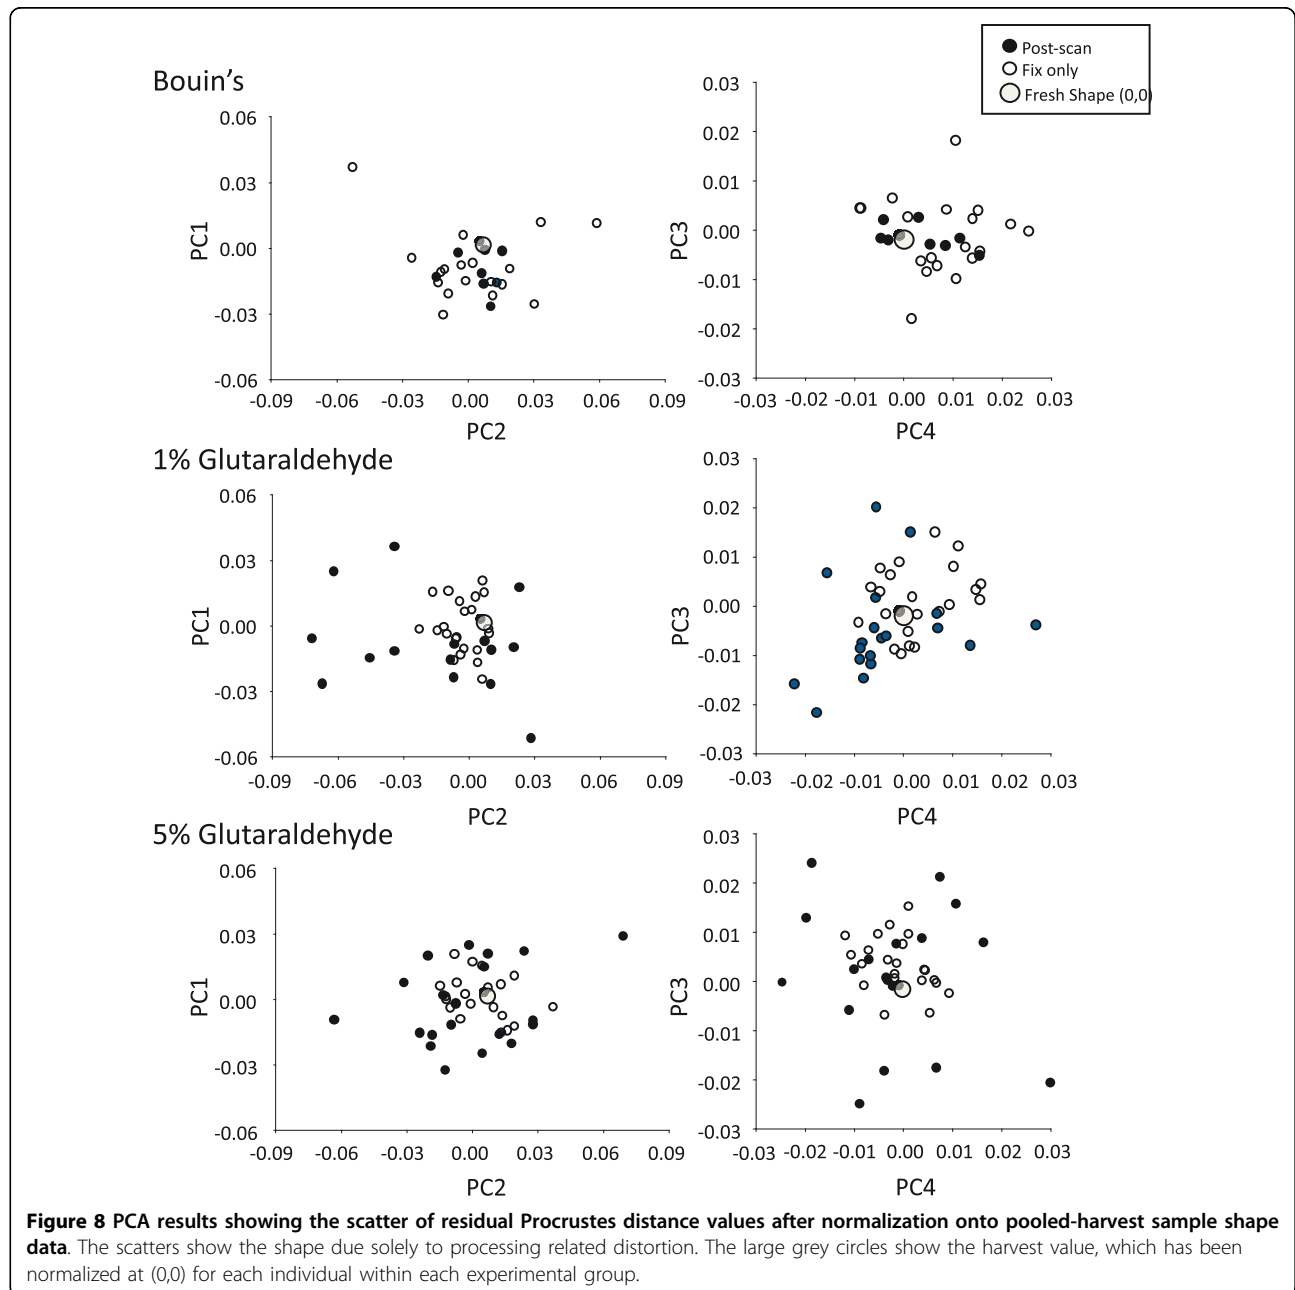 Post-scan
Fix only
Fresh Shape (0,0)
Bouin's
0.06
0.03
0.00
-0.03
-0.06
PC1
-0.09 -0.06 -0.03 0.00 0.03 0.06 0.09
PC2
0.03
0.02
0.01
0.00
-0.01
-0.02
-0.03
PC3
-0.03 -0.02 -0.01 0.00 0.01 0.02 0.03
PC4
1% Glutaraldehyde
0.06
0.03
0.00
-0.03
-0.06
PC1
-0.09 -0.06 -0.03 0.00 0.03 0.06 0.09
PC2
0.03
0.02
0.01
0.00
-0.01
-0.02
-0.03
PC3
-0.03 -0.02 -0.01 0.00 0.01 0.02 0.03
PC4
5% Glutaraldehyde
0.06
0.03
0.00
-0.03
-0.06
PC1
-0.09 -0.06 -0.03 0.00 0.03 0.06 0.09
PC2
0.03
0.02
0.01
0.00
-0.01
-0.02
-0.03
PC3
-0.03 -0.02 -0.01 0.00 0.01 0.02 0.03
PC4
Figure 8 PCA results showing the scatter of residual Procrustes distance values after normalization onto pooled-harvest sample shape
data. The scatters show the shape due solely to processing related distortion. The large grey circles show the harvest value, which has been
normalized at (0,0) for each individual within each experimental group.